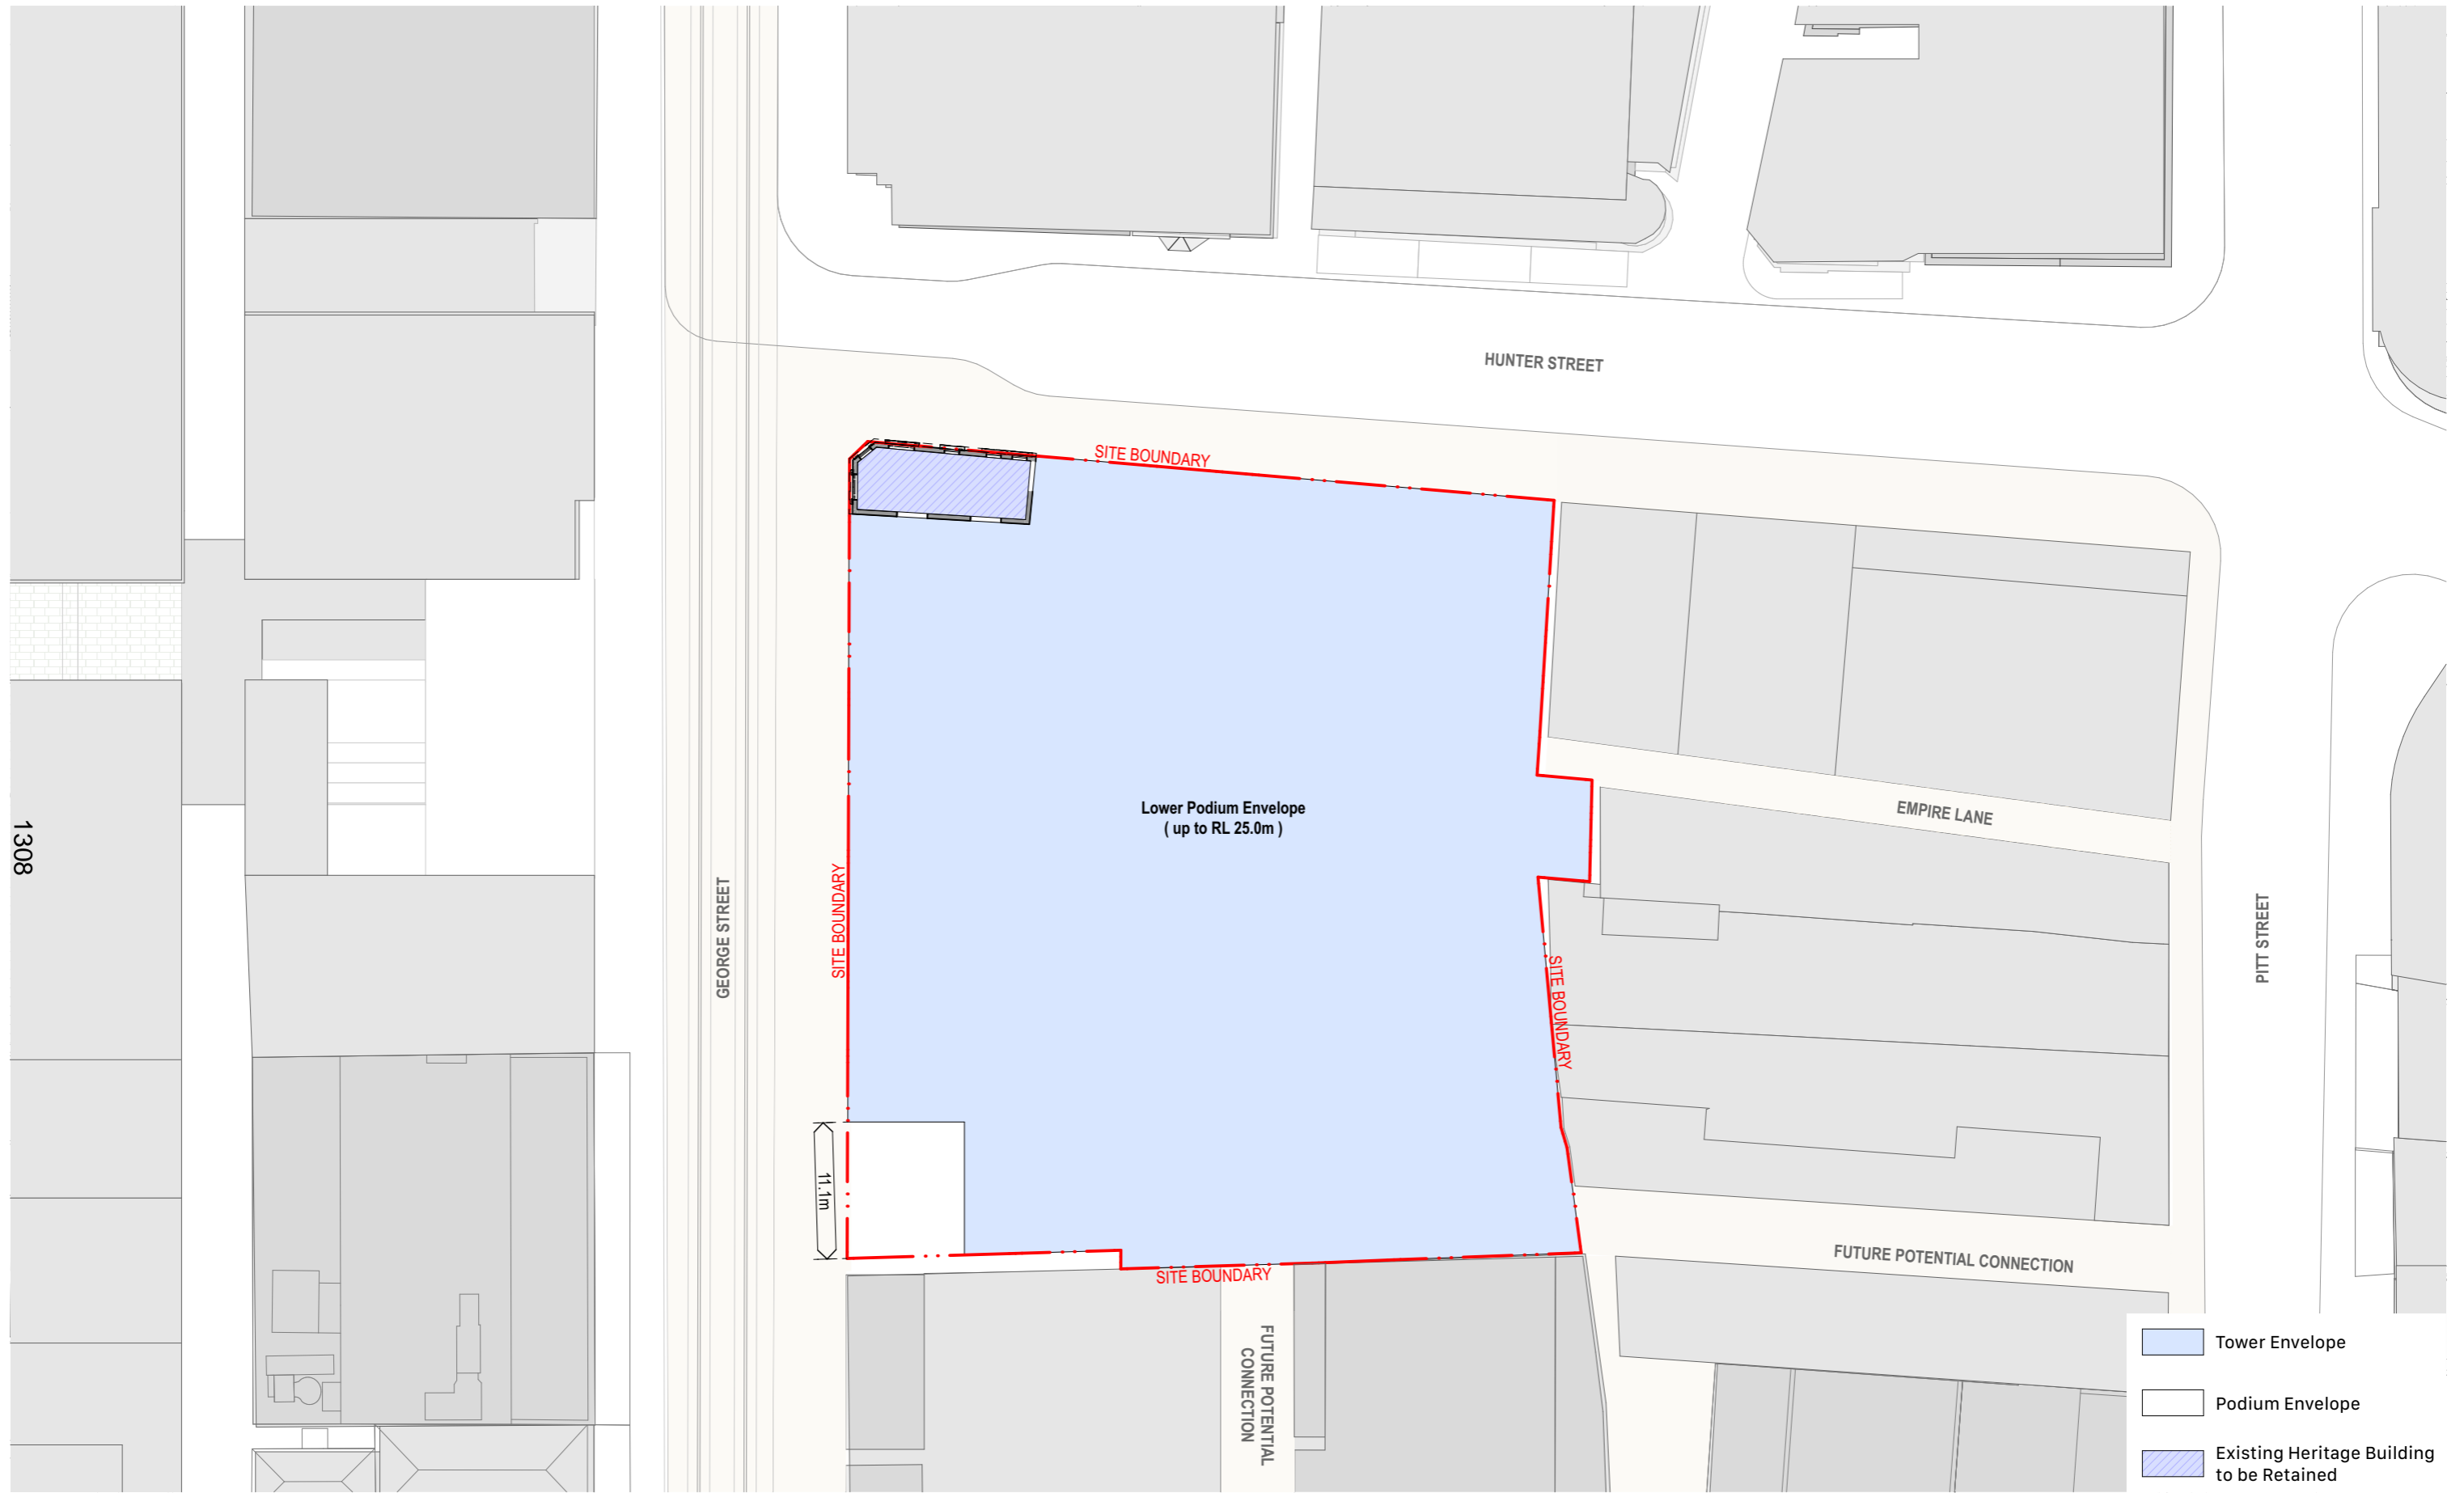 HUNTER STREET
SITE BOUNDARY
Lower Podium Envelope
( up to RL 25.0m )
EMPIRE LANE
1308
SITE BOUNDARY
GEORGE STREET
PITT STREET
SITE BOUNDARY
11.1m
FUTURE POTENTIAL CONNECTION
SITE BOUNDARY
FUTURE POTENTIAL
CONNECTION
Tower Envelope
Podium Envelope
Existing Heritage Building
to be Retained